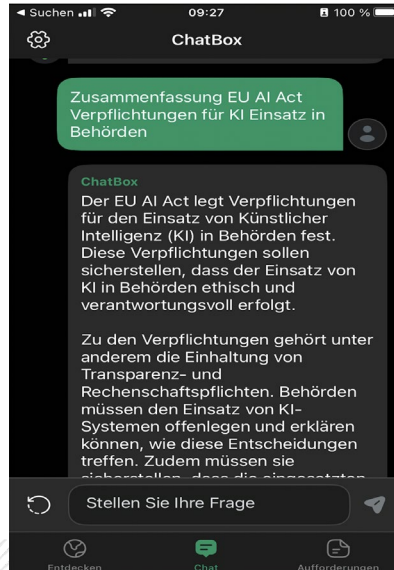 Suchen
09:27
100 %
ChatBox
Zusammenfassung EU AI Act
Verpflichtungen für KI Einsatz in
Behörden
ChatBox
Der EU AI Act legt Verpflichtungen
für den Einsatz von Künstlicher
Intelligenz (KI) in Behörden fest.
Diese Verpflichtungen sollen
sicherstellen, dass der Einsatz von
KI in Behörden ethisch und
verantwortungsvoll erfolgt.
Zu den Verpflichtungen gehört unter
anderem die Einhaltung von
Transparenz- und
Rechenschaftspflichten. Behörden
müssen den Einsatz von KI-
Systemen offenlegen und erklären
können, wie diese Entscheidungen
treffen. Zudem müssen sie
sicherstellen, dass die eingesetzten
Stellen Sie Ihre Frage
Entdecken
Chat
Aufforderungen